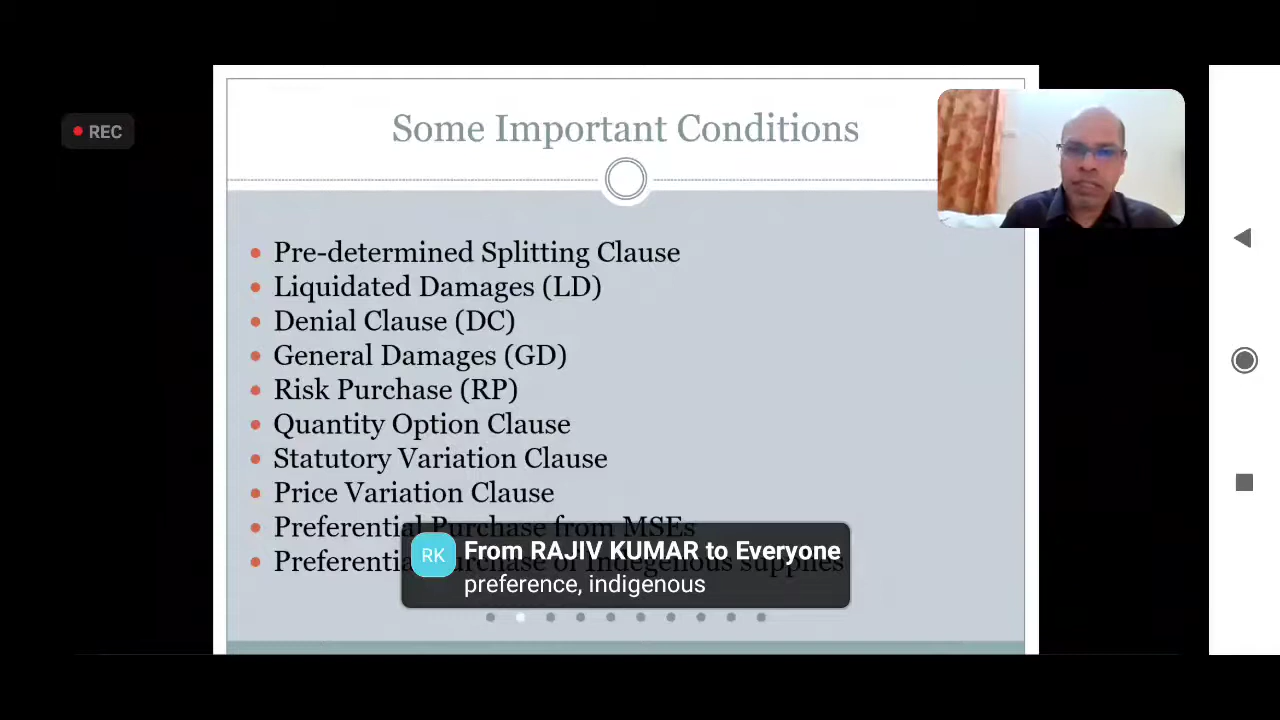 REC
Some Important Conditions
Pre-determined Splitting Clause
Liquidated Damages (LD)
Denial Clause (DC)
General Damages (GD)
Risk Purchase (RP)
Quantity Option Clause
Statutory Variation Clause
Price Variation Clause
Preferential Purchase from MSEs
Preferential Purchase of Indegenous supplies
RK
From RAJIV KUMAR to Everyone
preference, indigenous